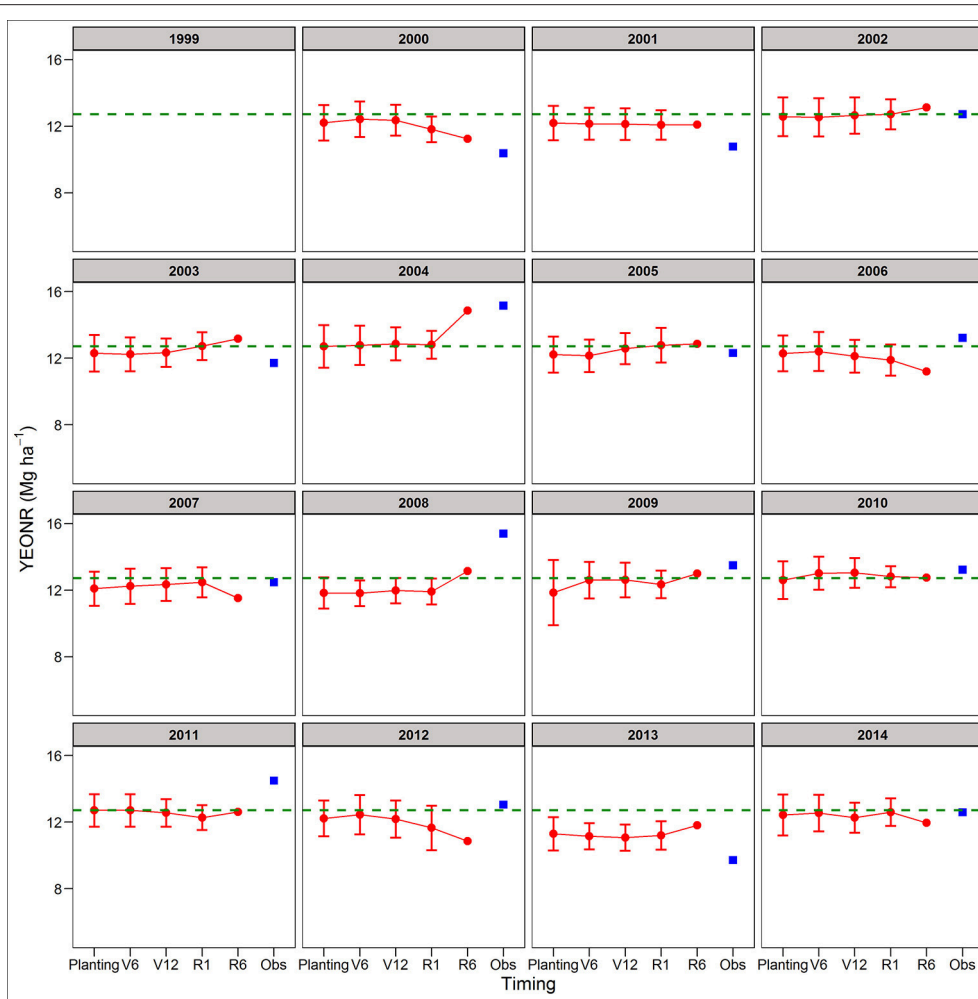 1999 2000 2001 2002
16
12
8
2003 2004 2005 2006
16
12
8
2007 2008 2009 2010
16
12
8
2011 2012 2013 2014
16
12
8
YEONR (Mg ha⁻¹)
Planting V6 V12 R1 R6 Obs Planting V6 V12 R1 R6 Obs Planting V6 V12 R1 R6 Obs Planting V6 V12 R1 R6 Obs
Timing